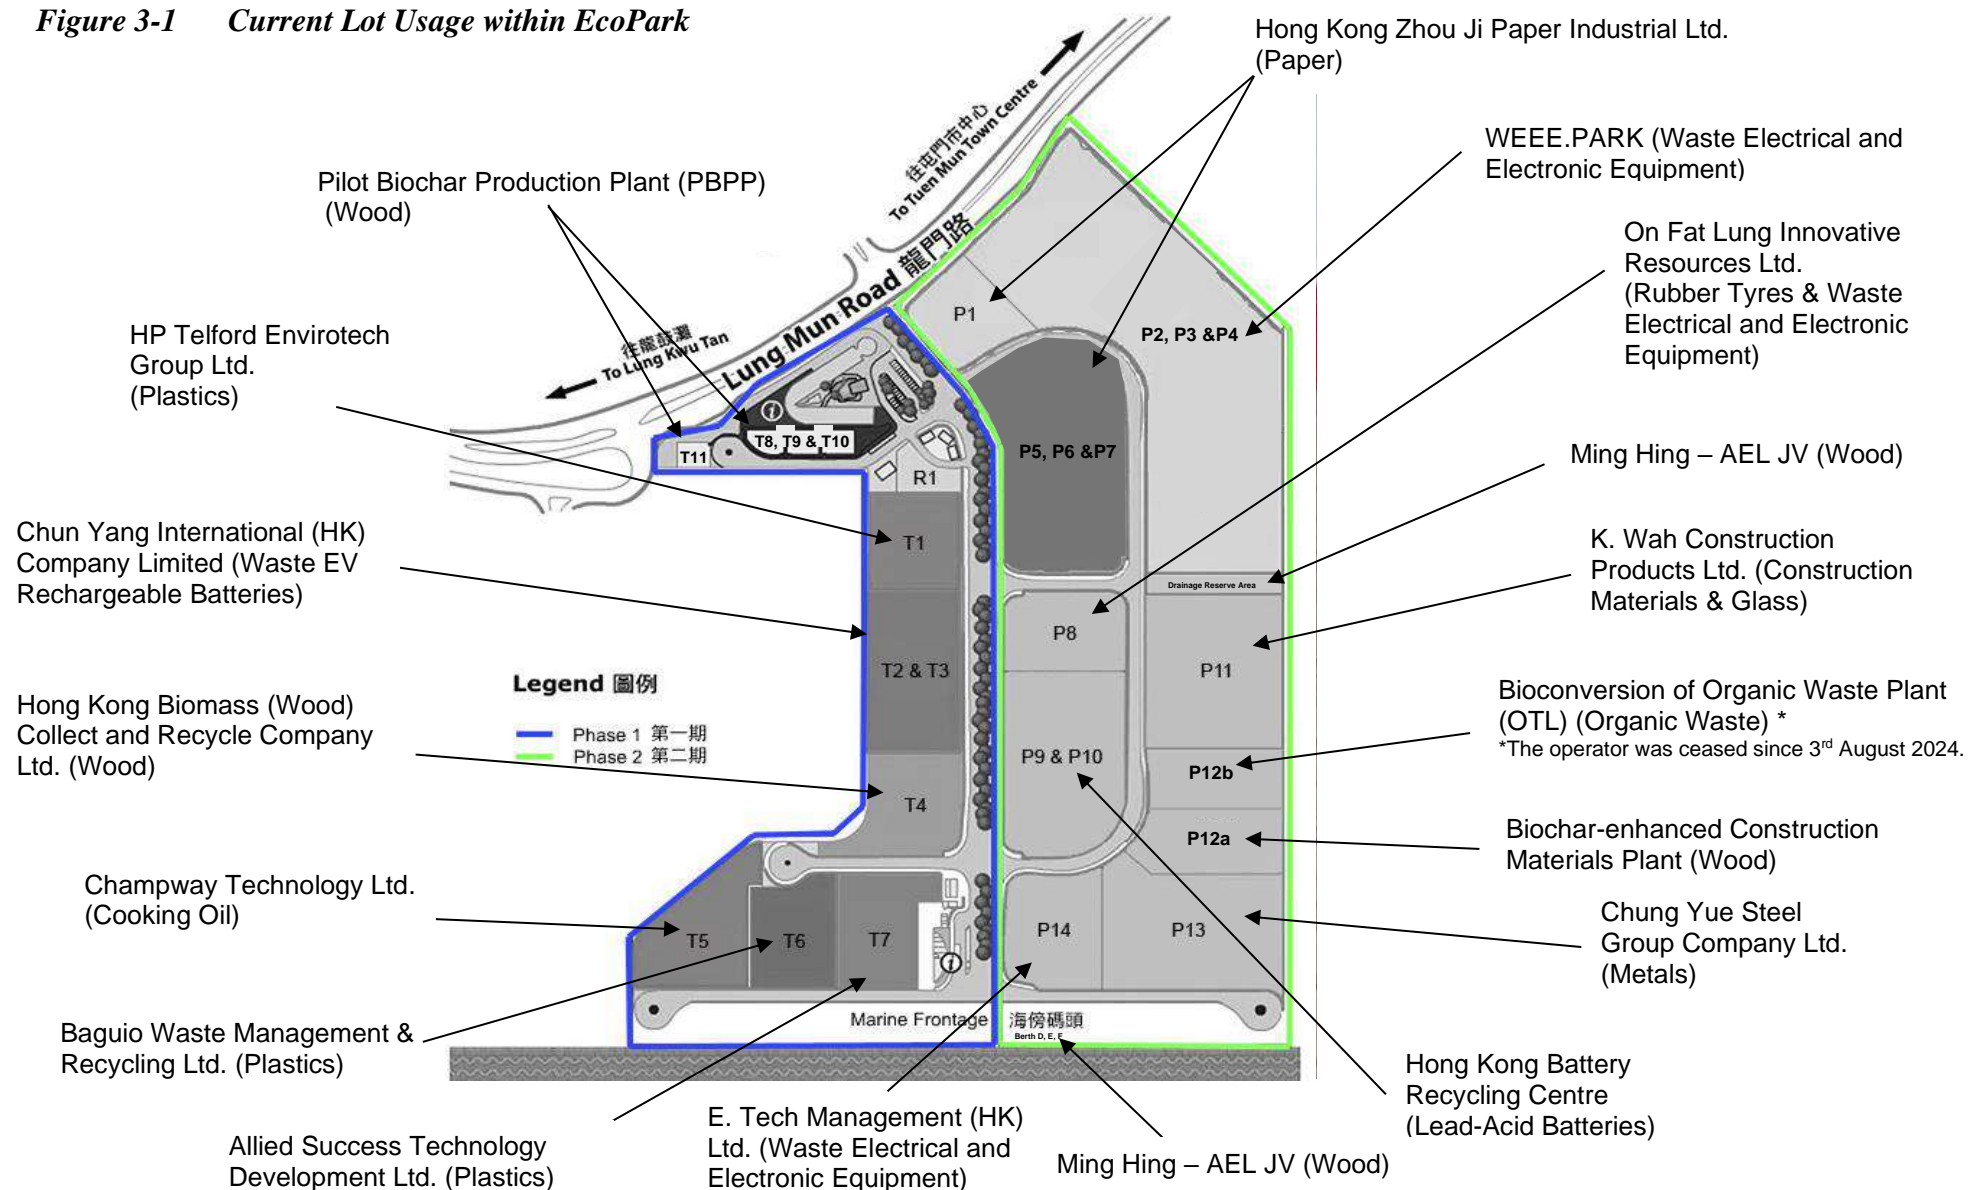 Figure 3-1 Current Lot Usage within EcoPark
Hong Kong Zhou Ji Paper Industrial Ltd.
(Paper)
往屯門市中心
To Tuen Mun Town Centre
WEEE.PARK (Waste Electrical and
Electronic Equipment)
Pilot Biochar Production Plant (PBPP)
(Wood)
On Fat Lung Innovative
Resources Ltd.
(Rubber Tyres & Waste
Electrical and Electronic
Equipment)
Lung Mun Road 龍門路
往龍鼓灘
To Lung Kwu Tan
HP Telford Envirotech
Group Ltd.
(Plastics)
P1
P2, P3 &P4
T8, T9 & T10
T11
P5, P6 &P7
R1
Ming Hing – AEL JV (Wood)
Chun Yang International (HK)
Company Limited (Waste EV
Rechargeable Batteries)
T1
K. Wah Construction
Products Ltd. (Construction
Materials & Glass)
Drainage Reserve Area
P8
T2 & T3
P11
Legend 圖例
Phase 1 第一期
Phase 2 第二期
Hong Kong Biomass (Wood)
Collect and Recycle Company
Ltd. (Wood)
Bioconversion of Organic Waste Plant
(OTL) (Organic Waste) *
*The operator was ceased since 3rd August 2024.
P9 & P10
P12b
T4
P12a
Biochar-enhanced Construction
Materials Plant (Wood)
Champway Technology Ltd.
(Cooking Oil)
Chung Yue Steel
Group Company Ltd.
(Metals)
T5
T6
T7
P14
P13
Marine Frontage 海傍碼頭
Berth D, E, F
Baguio Waste Management &
Recycling Ltd. (Plastics)
Hong Kong Battery
Recycling Centre
(Lead-Acid Batteries)
Allied Success Technology
Development Ltd. (Plastics)
E. Tech Management (HK)
Ltd. (Waste Electrical and
Electronic Equipment)
Ming Hing – AEL JV (Wood)